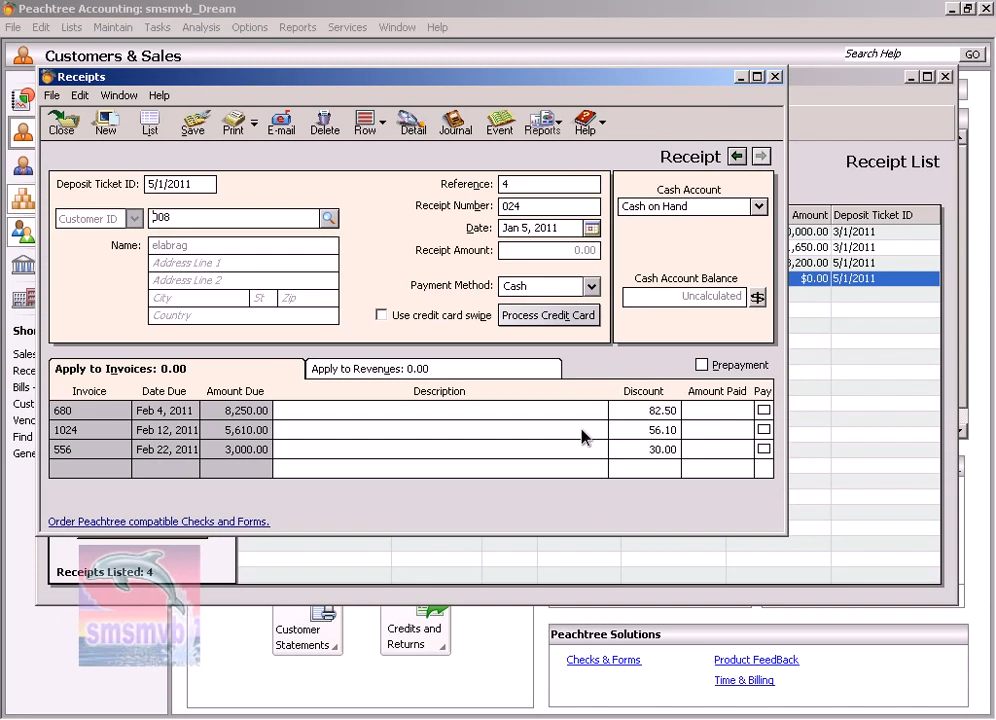 Peachtree Accounting: smsmvb_Dream
File Edit Lists Maintain Tasks Analysis Options Reports Services Window Help
Customers & Sales
Search Help
GO
Receipts
File Edit Window Help
Close New List Save Print E-mail Delete Row Detail Journal Event Reports Help
Receipt
Receipt List
Deposit Ticket ID: 5/1/2011
Customer ID 008
Name: elabrag
Address Line 1
Address Line 2
City St Zip
Country
Reference: 4
Receipt Number: 024
Date: Jan 5, 2011
Receipt Amount: 0.00
Payment Method: Cash
Use credit card swipe Process Credit Card
Cash Account
Cash on Hand
Cash Account Balance
Uncalculated
Amount Deposit Ticket ID
0,000.00 3/1/2011
,650.00 3/1/2011
,200.00 5/1/2011
$0.00 5/1/2011
Apply to Invoices: 0.00
Apply to Revenues: 0.00
Prepayment
Invoice Date Due Amount Due Description Discount Amount Paid Pay
680 Feb 4, 2011 8,250.00 82.50
1024 Feb 12, 2011 5,610.00 56.10
556 Feb 22, 2011 3,000.00 30.00
Order Peachtree compatible Checks and Forms.
Shor
Sales
Rece
Bills -
Cust
Venc
Find
Gene
Receipts Listed: 4
smsmvb
Customer
Statements
Credits and
Returns
Peachtree Solutions
Checks & Forms
Product FeedBack
Time & Billing